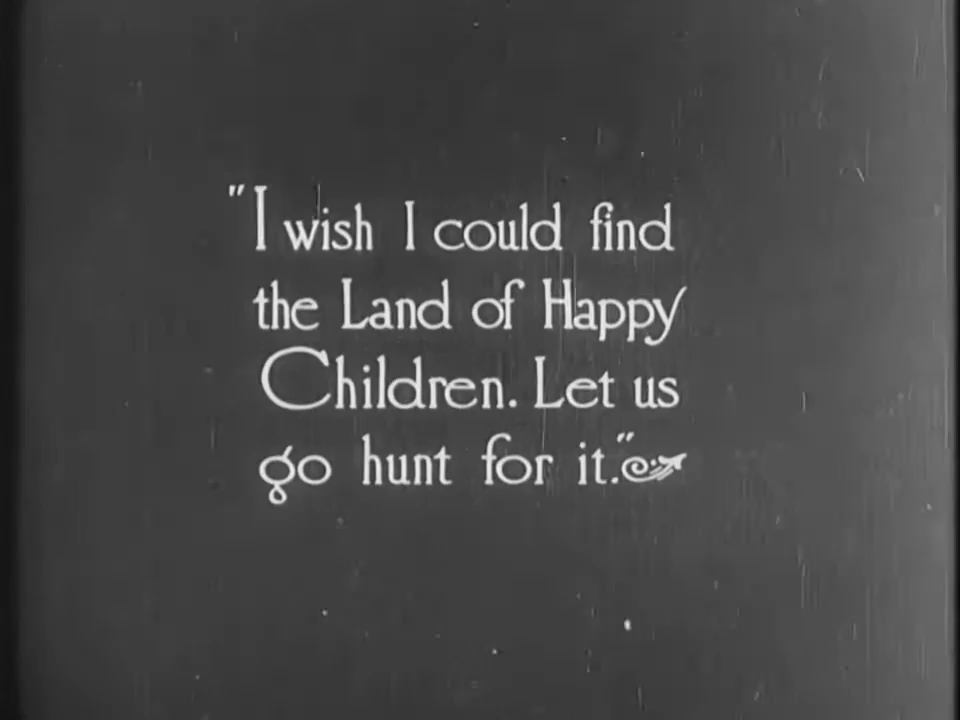 "I wish I could find
the Land of Happy
Children. Let us
go hunt for it."